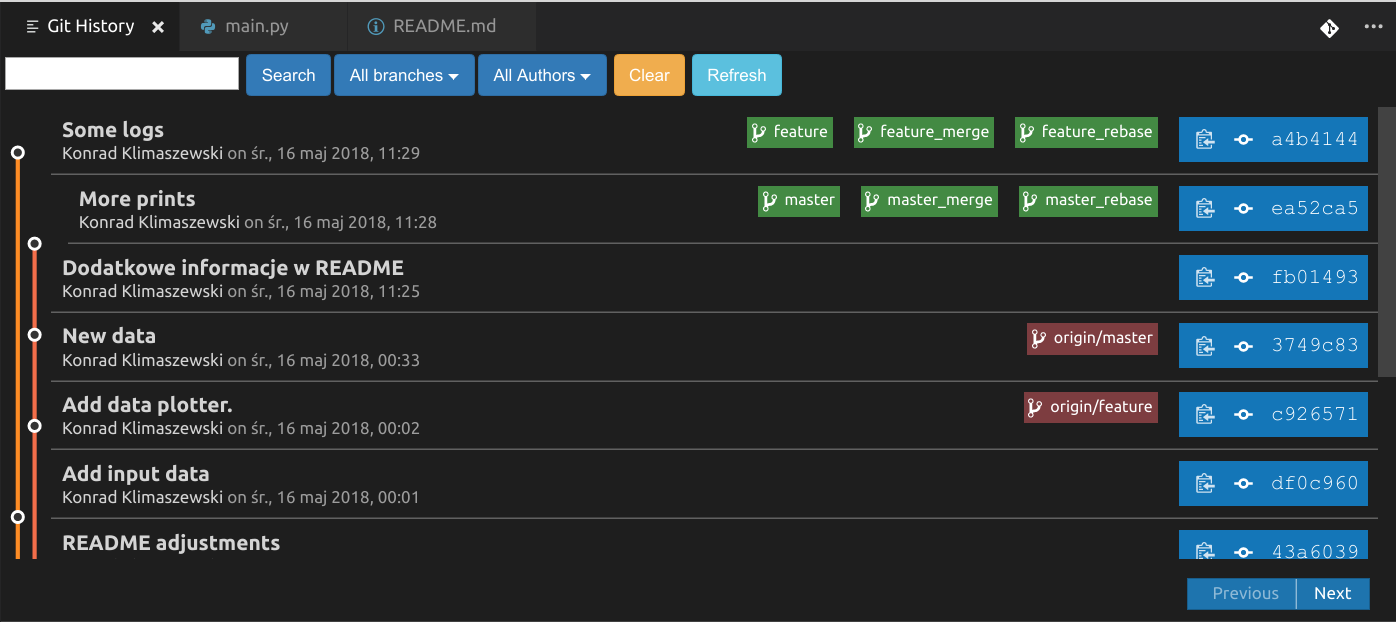 Git History
main.py
README.md
Search
All branches
All Authors
Clear
Refresh
Some logs
feature
feature_merge
feature_rebase
a4b4144
Konrad Klimaszewski on śr., 16 maj 2018, 11:29
More prints
master
master_merge
master_rebase
ea52ca5
Konrad Klimaszewski on śr., 16 maj 2018, 11:28
Dodatkowe informacje w README
fb01493
Konrad Klimaszewski on śr., 16 maj 2018, 11:25
New data
origin/master
3749c83
Konrad Klimaszewski on śr., 16 maj 2018, 00:33
Add data plotter.
origin/feature
c926571
Konrad Klimaszewski on śr., 16 maj 2018, 00:02
Add input data
df0c960
Konrad Klimaszewski on śr., 16 maj 2018, 00:01
README adjustments
43a6039
Previous
Next